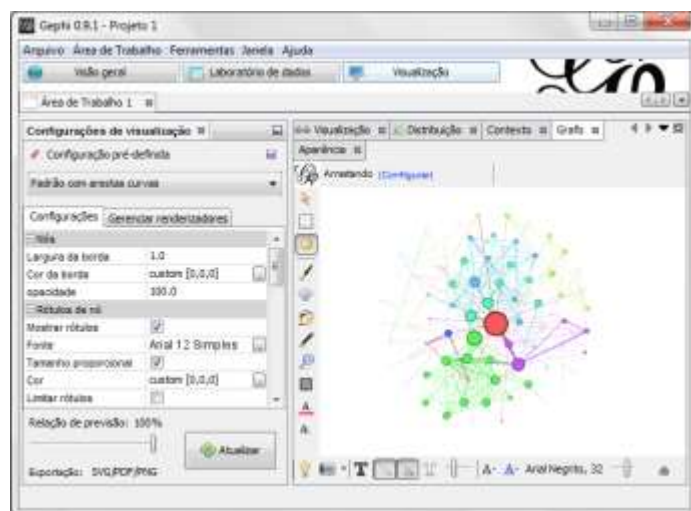 Gephi 0.9.1 - Projeto 1
Arquivo Área de Trabalho Ferramentas Janela Ajuda
Visão geral Laboratório de dados Visualização
Área de Trabalho 1
Configurações de visualização
Configuração pré-definida
Padrão com arestas curvas
Configurações Gerenciar renderizadores
Nós
Largura da borda 1.0
Cor da borda custom [0,0,0]
opacidade 100.0
Rótulos de nó
Mostrar rótulos
Fonte Arial 12 Simples
Tamanho proporcional
Cor custom [0,0,0]
Limitar rótulos
Relação de previsão: 100%
Atualizar
Exportação: SVG/PDF/PNG
Visualização Distribuição Contexto Grafo
Aparência
Arrastando (Configurar)
A
A
T A- A- Arial Negrito, 32